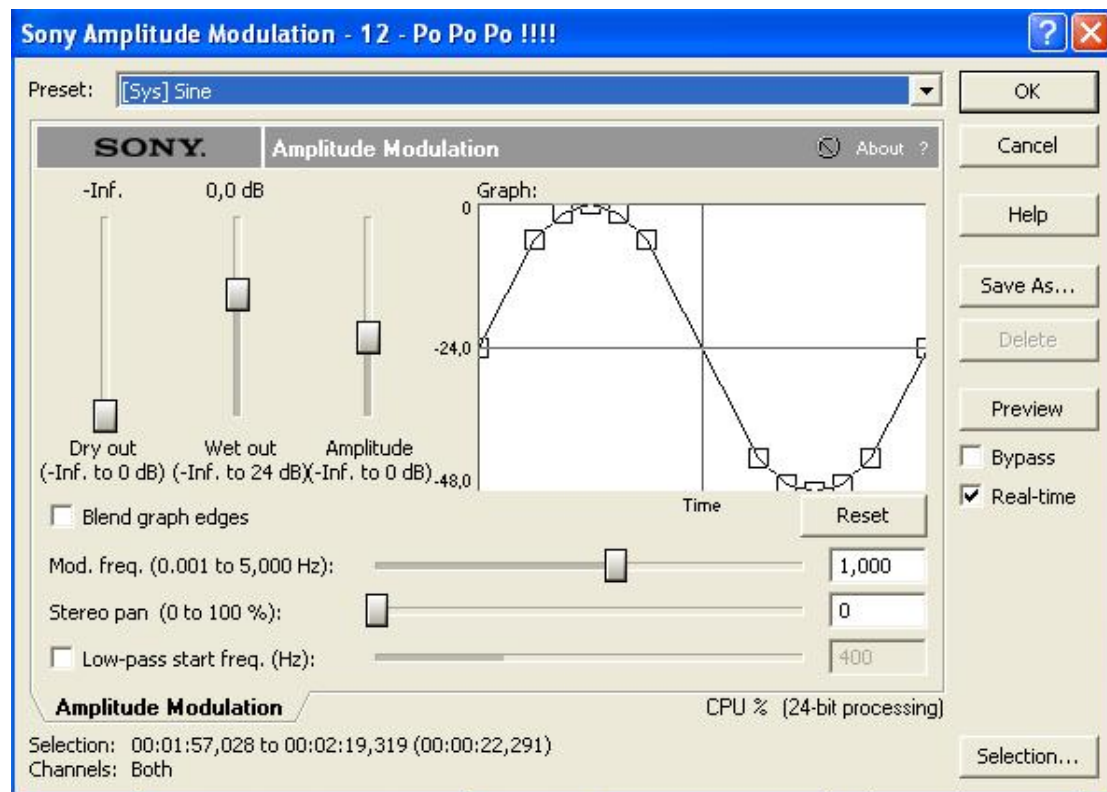 Sony Amplitude Modulation - 12 - Po Po Po !!!!
Preset: [Sys] Sine
OK
SONY. Amplitude Modulation About ?
Cancel
-Inf. 0,0 dB Graph:
0
Help
Save As...
-24,0
Delete
Preview
Dry out Wet out Amplitude
(-Inf. to 0 dB) (-Inf. to 24 dB)(-Inf. to 0 dB)
-48,0
Bypass
Time
Real-time
Blend graph edges
Reset
Mod. freq. (0.001 to 5,000 Hz): 1,000
Stereo pan (0 to 100 %): 0
Low-pass start freq. (Hz): 400
Amplitude Modulation
CPU % (24-bit processing)
Selection: 00:01:57,028 to 00:02:19,319 (00:00:22,291)
Channels: Both
Selection...